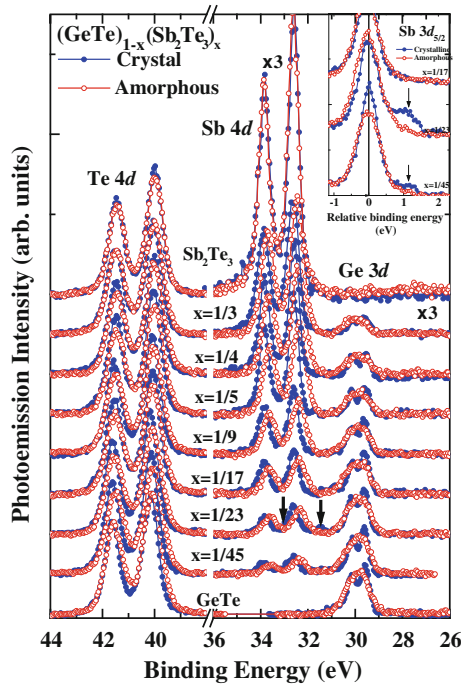 (GeTe)1-x(Sb2Te3)x
Crystal
Amorphous
x3
Sb 4d
Te 4d
Sb2Te3
Ge 3d
x3
x=1/3
x=1/4
x=1/5
x=1/9
x=1/17
x=1/23
x=1/45
GeTe
Sb 3d5/2
Crystalline
Amorphous
x=1/17
x=1/23
x=1/45
-1 0 1 2
Relative binding energy
(eV)
Photoemission Intensity (arb. units)
44 42 40 36 34 32 30 28 26
Binding Energy (eV)